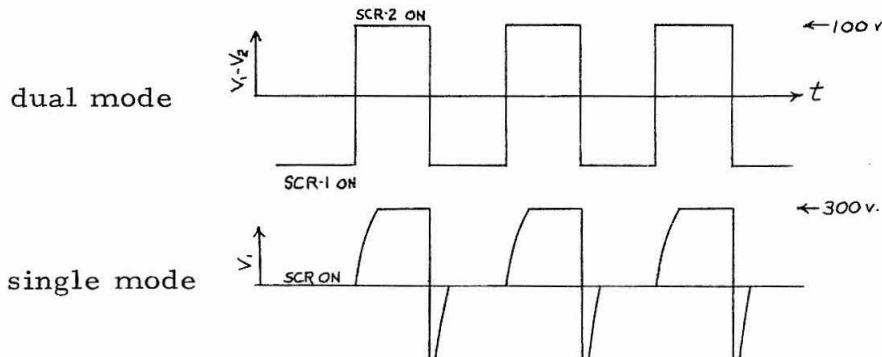 SCR-2 ON
←100 v
V₁-V₂
dual mode
t
SCR-1 ON
←300 v.
V₁
SCR ON
single mode